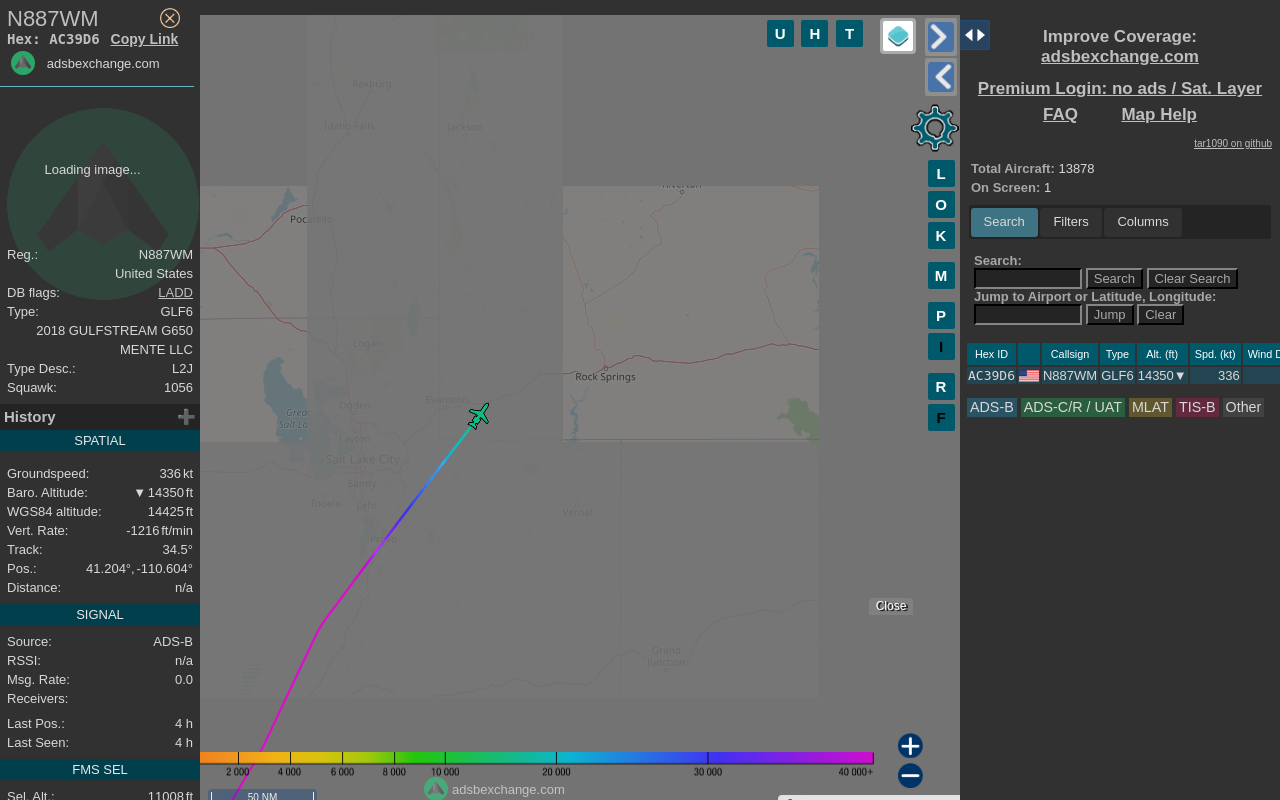 N887WM
Hex: AC39D6 Copy Link
adsbexchange.com
Loading image...
Reg.: N887WM
United States
DB flags: LADD
Type: GLF6
2018 GULFSTREAM G650
MENTE LLC
Type Desc.: L2J
Squawk: 1056
History
SPATIAL
Groundspeed: 336 kt
Baro. Altitude: ▼ 14350 ft
WGS84 altitude: 14425 ft
Vert. Rate: -1216 ft/min
Track: 34.5°
Pos.: 41.204°, -110.604°
Distance: n/a
SIGNAL
Source: ADS-B
RSSI: n/a
Msg. Rate: 0.0
Receivers:
Last Pos.: 4 h
Last Seen: 4 h
FMS SEL
Sel. Alt.: 11008 ft
U H T
Rexburg
Idaho Falls
Jackson
Riverton
Pocatello
Logan
Rock Springs
Evanston
Ogden
Great
Salt La
Layton
Salt Lake City
Sandy
Tooele
Lehi
Vernal
Provo
Grand
Junction
L
O
K
M
P
I
R
F
Close
2 000 4 000 6 000 8 000 10 000 20 000 30 000 40 000+
adsbexchange.com
50 NM
Improve Coverage:
adsbexchange.com
Premium Login: no ads / Sat. Layer
FAQ Map Help
tar1090 on github
Total Aircraft: 13878
On Screen: 1
Search Filters Columns
Search:
Search Clear Search
Jump to Airport or Latitude, Longitude:
Jump Clear
Hex ID Callsign Type Alt. (ft) Spd. (kt) Wind D
AC39D6 N887WM GLF6 14350▼ 336
ADS-B ADS-C/R / UAT MLAT TIS-B Other